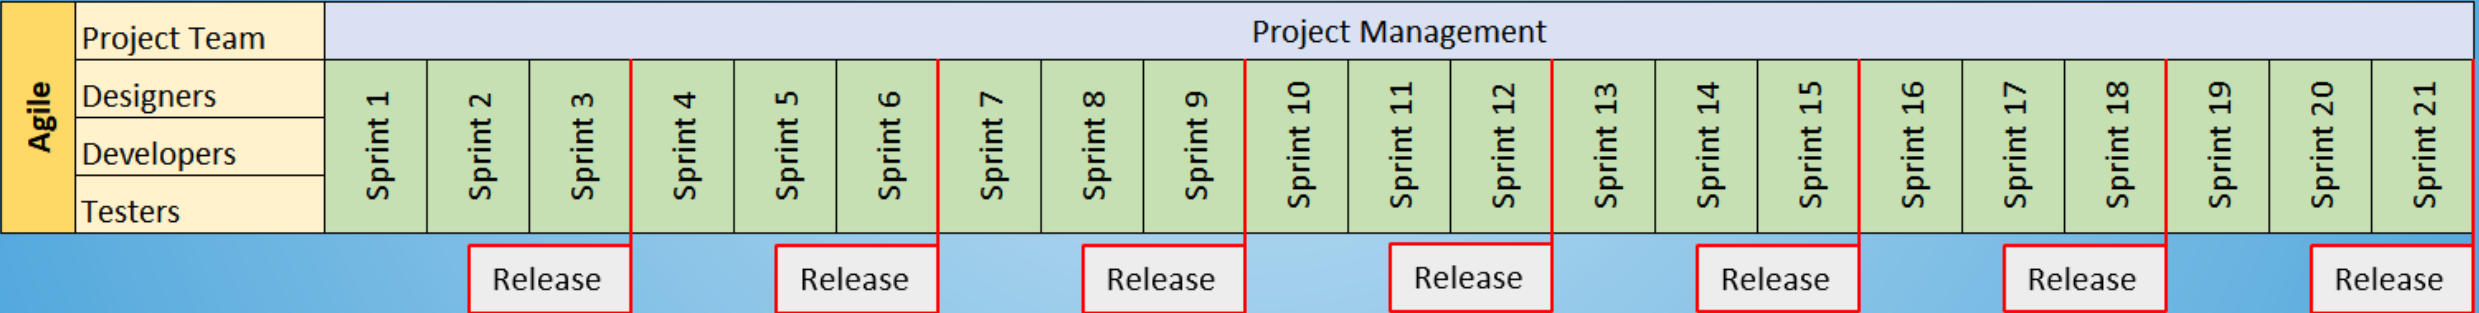 Agile
Project Team
Project Management
Designers
Developers
Testers
Sprint 1
Sprint 2
Sprint 3
Sprint 4
Sprint 5
Sprint 6
Sprint 7
Sprint 8
Sprint 9
Sprint 10
Sprint 11
Sprint 12
Sprint 13
Sprint 14
Sprint 15
Sprint 16
Sprint 17
Sprint 18
Sprint 19
Sprint 20
Sprint 21
Release
Release
Release
Release
Release
Release
Release